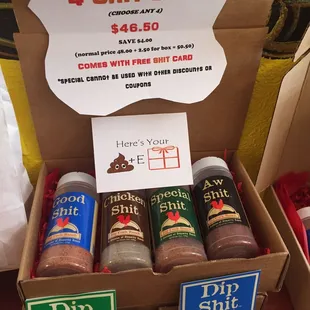 (CHOOSE ANY 4)
$46.50
SAVE $4.00
(normal price 48.00 + 2.50 for box = 50.50)
COMES WITH FREE SHIT CARD
*SPECIAL CANNOT BE USED WITH OTHER DISCOUNTS OR
COUPONS
Here's Your
+E
Good
Shit
Chicken
Shit
Special
Shit
Aw
Shit
Dip
Dip
Shit